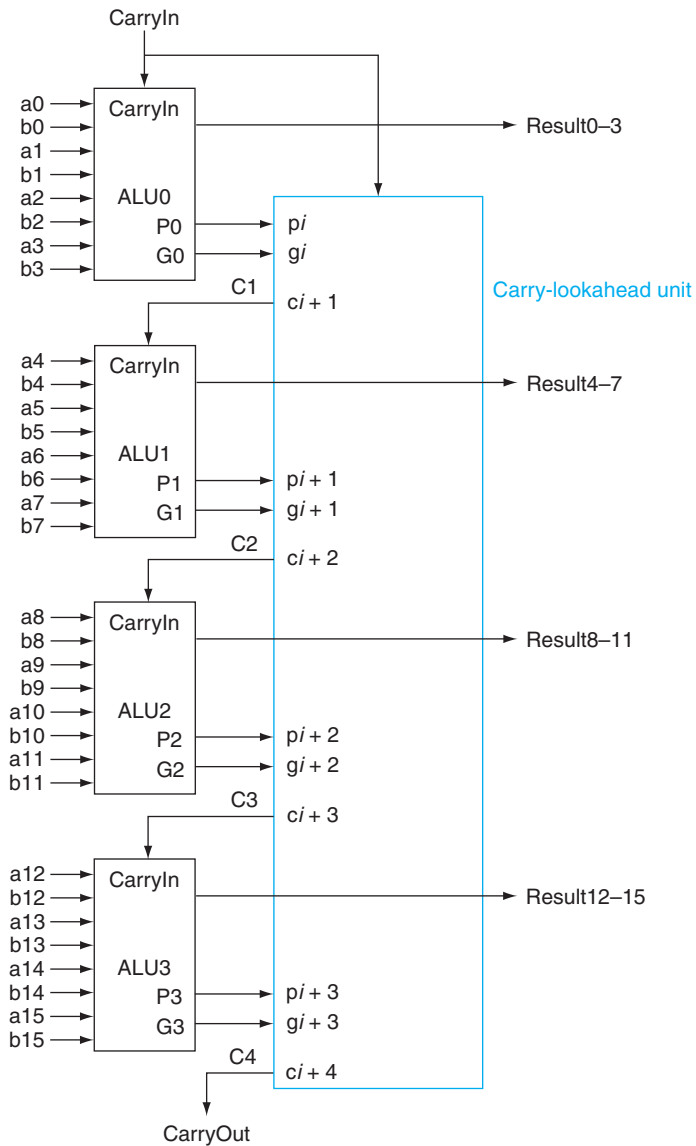 CarryIn
a0
b0
a1
b1
a2
b2
a3
b3
CarryIn
ALU0
P0
G0
Result0–3
pi
gi
Carry-lookahead unit
C1
ci + 1
a4
b4
a5
b5
a6
b6
a7
b7
CarryIn
ALU1
P1
G1
Result4–7
pi + 1
gi + 1
C2
ci + 2
a8
b8
a9
b9
a10
b10
a11
b11
CarryIn
ALU2
P2
G2
Result8–11
pi + 2
gi + 2
C3
ci + 3
a12
b12
a13
b13
a14
b14
a15
b15
CarryIn
ALU3
P3
G3
Result12–15
pi + 3
gi + 3
C4
ci + 4
CarryOut